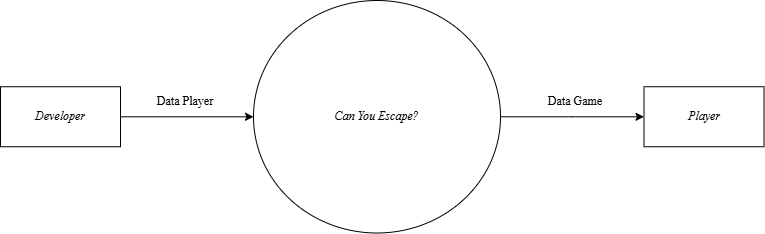 Developer
Data Player
Can You Escape?
Data Game
Player